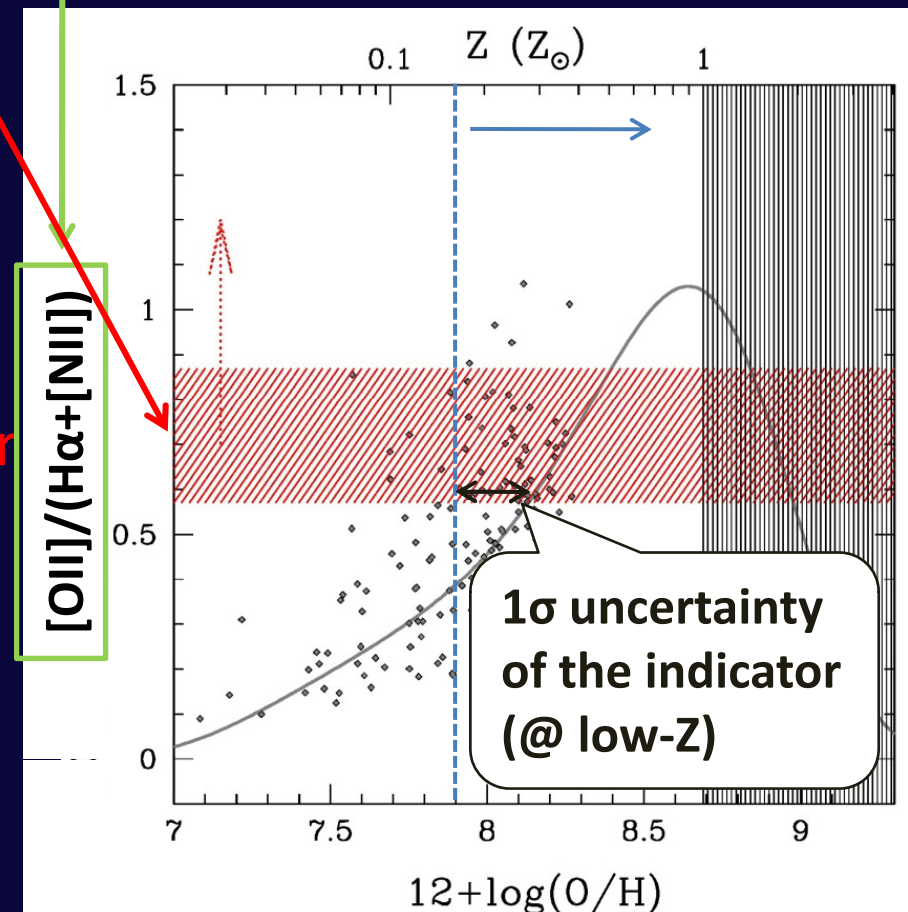 Z (Z☉)
0.1 1
1.5
1
0.5
0
[OII]/(Hα+[NII])
r
1σ uncertainty
of the indicator
(@ low-Z)
7 7.5 8 8.5 9
12+log(O/H)